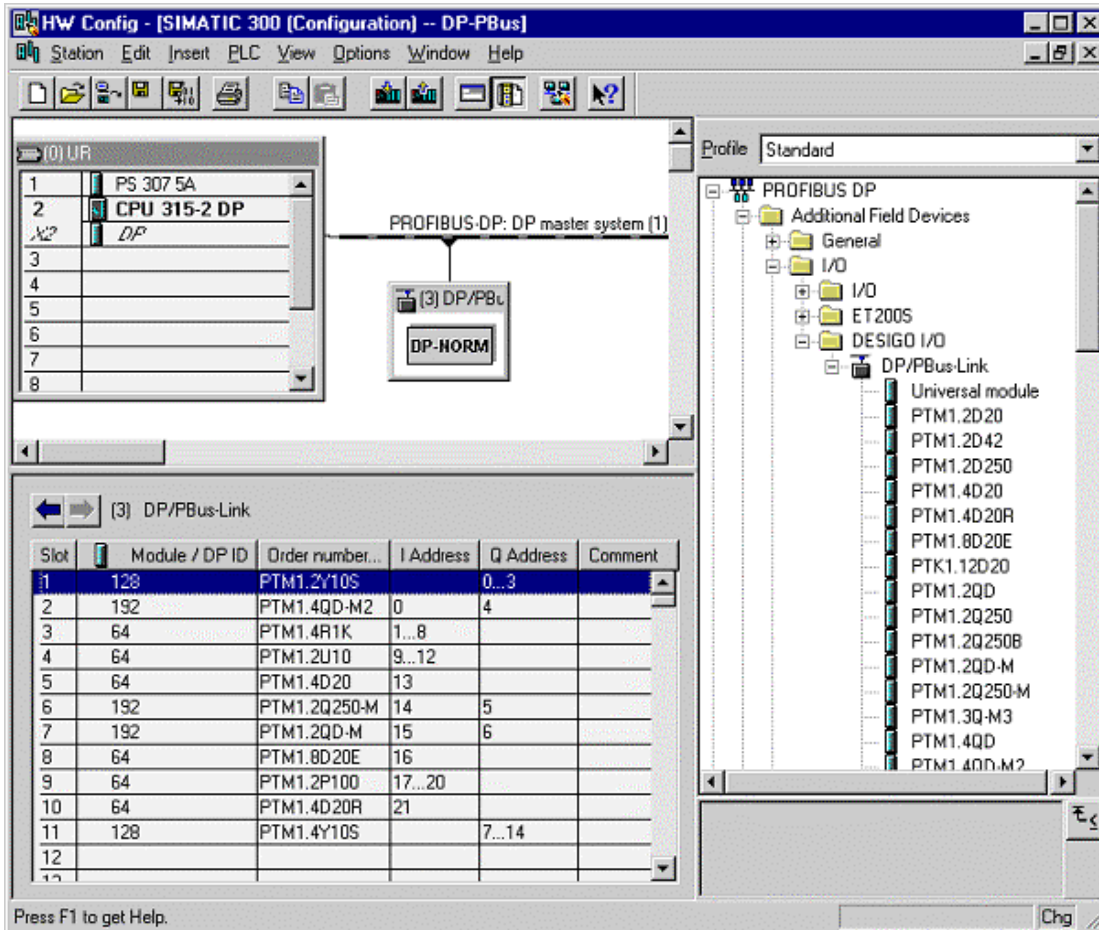 HW Config - [SIMATIC 300 (Configuration) -- DP-PBus]
Station Edit Insert PLC View Options Window Help
(0) UR
1 PS 307 5A
2 CPU 315-2 DP
X2 DP
3
4
5
6
7
8
PROFIBUS-DP: DP master system (1)
(3) DP/PBu
DP-NORM
(3) DP/PBus-Link
Slot Module / DP ID Order number... I Address Q Address Comment
1 128 PTM1.2Y10S 0...3
2 192 PTM1.4QD-M2 0 4
3 64 PTM1.4R1K 1...8
4 64 PTM1.2U10 9...12
5 64 PTM1.4D20 13
6 192 PTM1.2Q250-M 14 5
7 192 PTM1.2QD-M 15 6
8 64 PTM1.8D20E 16
9 64 PTM1.2P100 17...20
10 64 PTM1.4D20R 21
11 128 PTM1.4Y10S 7...14
12
13
Profile Standard
PROFIBUS DP
Additional Field Devices
General
I/O
I/O
ET200S
DESIGO I/O
DP/PBus-Link
Universal module
PTM1.2D20
PTM1.2D42
PTM1.2D250
PTM1.4D20
PTM1.4D20R
PTM1.8D20E
PTK1.12D20
PTM1.2QD
PTM1.2Q250
PTM1.2Q250B
PTM1.2QD-M
PTM1.2Q250-M
PTM1.3Q-M3
PTM1.4QD
PTM1.4QD-M2
Press F1 to get Help.
Chg